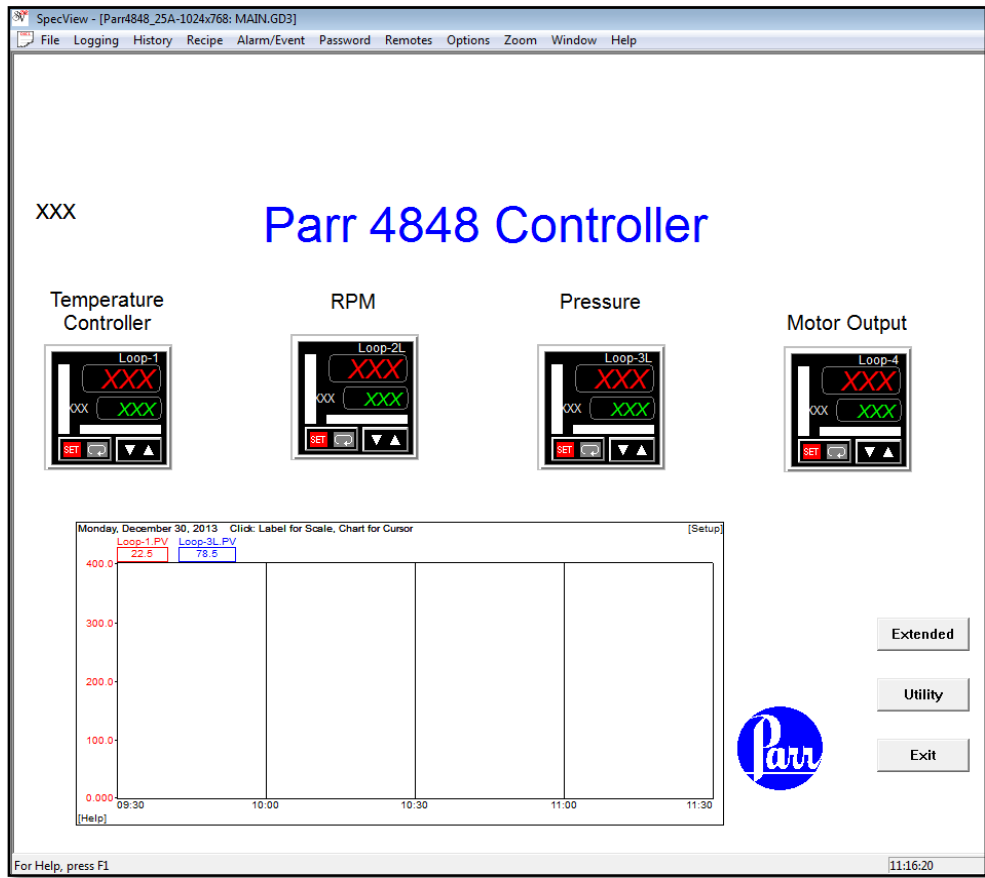 SpecView - [Parr4848_25A-1024x768: MAIN.GD3]
File Logging History Recipe Alarm/Event Password Remotes Options Zoom Window Help
XXX
Parr 4848 Controller
Temperature
Controller
RPM
Pressure
Motor Output
Loop-1
XXX
XXX XXX
SET
Loop-2L
XXX
XXX XXX
SET
Loop-3L
XXX
XXX XXX
SET
Loop-4
XXX
XXX XXX
SET
Monday, December 30, 2013 Click: Label for Scale, Chart for Cursor [Setup]
Loop-1.PV Loop-3L.PV
22.5 78.5
400.0
300.0
200.0
100.0
0.000
09:30 10:00 10:30 11:00 11:30
[Help]
Extended
Utility
Exit
Parr
For Help, press F1 11:16:20